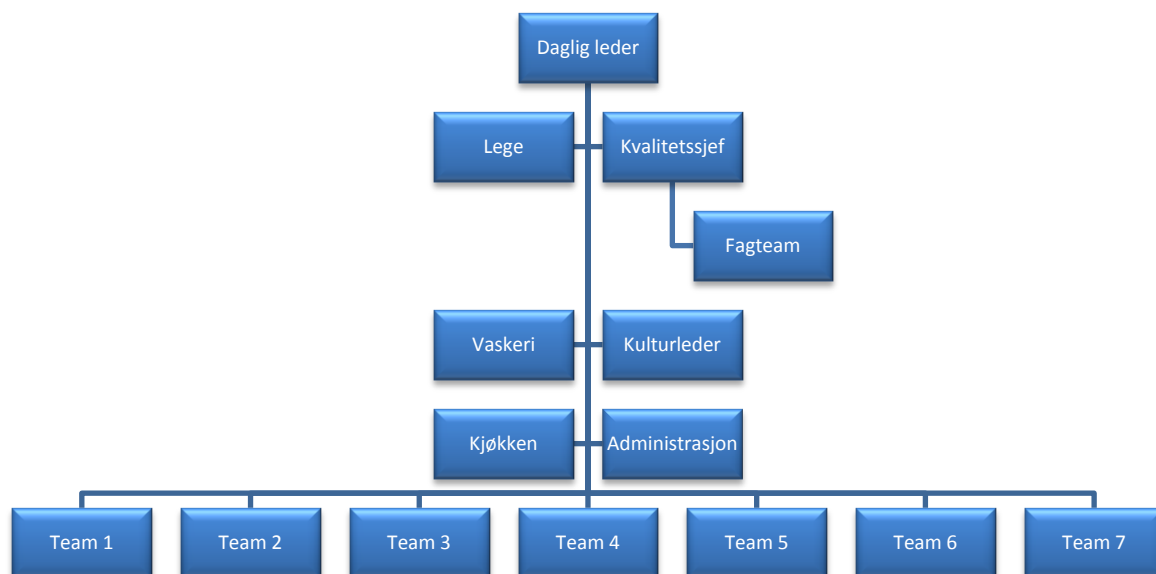 Daglig leder
Lege
Kvalitetssjef
Fagteam
Vaskeri
Kulturleder
Kjøkken
Administrasjon
Team 1
Team 2
Team 3
Team 4
Team 5
Team 6
Team 7